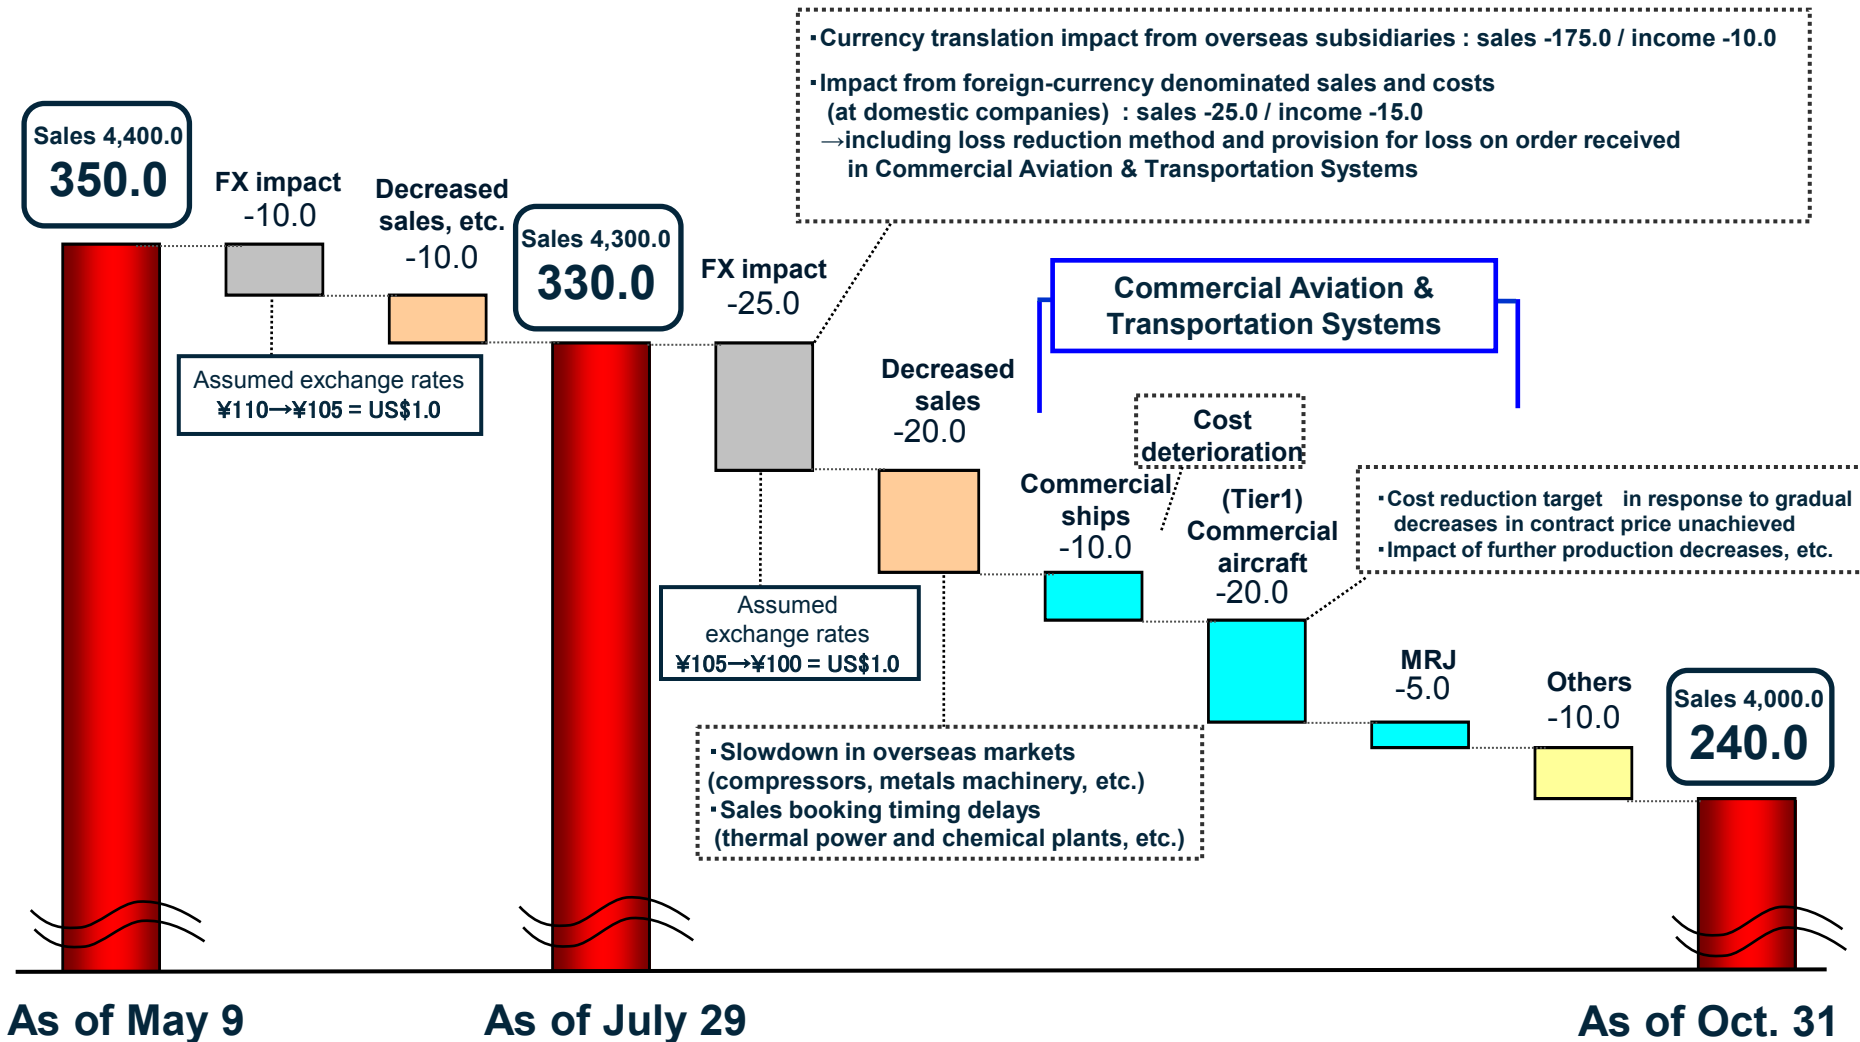 ・Currency translation impact from overseas subsidiaries : sales -175.0 / income -10.0
・Impact from foreign-currency denominated sales and costs
(at domestic companies) : sales -25.0 / income -15.0
→including loss reduction method and provision for loss on order received
in Commercial Aviation & Transportation Systems
Sales 4,400.0
350.0
FX impact
-10.0
Decreased
sales, etc.
-10.0
Sales 4,300.0
330.0
FX impact
-25.0
Commercial Aviation &
Transportation Systems
Assumed exchange rates
¥110→¥105 = US$1.0
Decreased
sales
-20.0
Cost
deterioration
Commercial
ships
-10.0
(Tier1)
Commercial
aircraft
-20.0
・Cost reduction target in response to gradual
decreases in contract price unachieved
・Impact of further production decreases, etc.
Assumed
exchange rates
¥105→¥100 = US$1.0
MRJ
-5.0
Others
-10.0
Sales 4,000.0
240.0
・Slowdown in overseas markets
(compressors, metals machinery, etc.)
・Sales booking timing delays
(thermal power and chemical plants, etc.)
As of May 9
As of July 29
As of Oct. 31